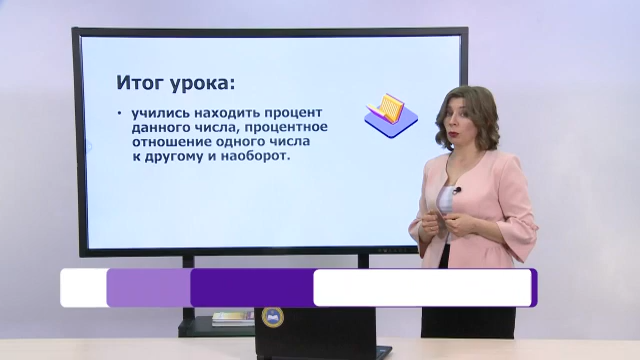 Итог урока:
• учились находить процент
данного числа, процентное
отношение одного числа
к другому и наоборот.